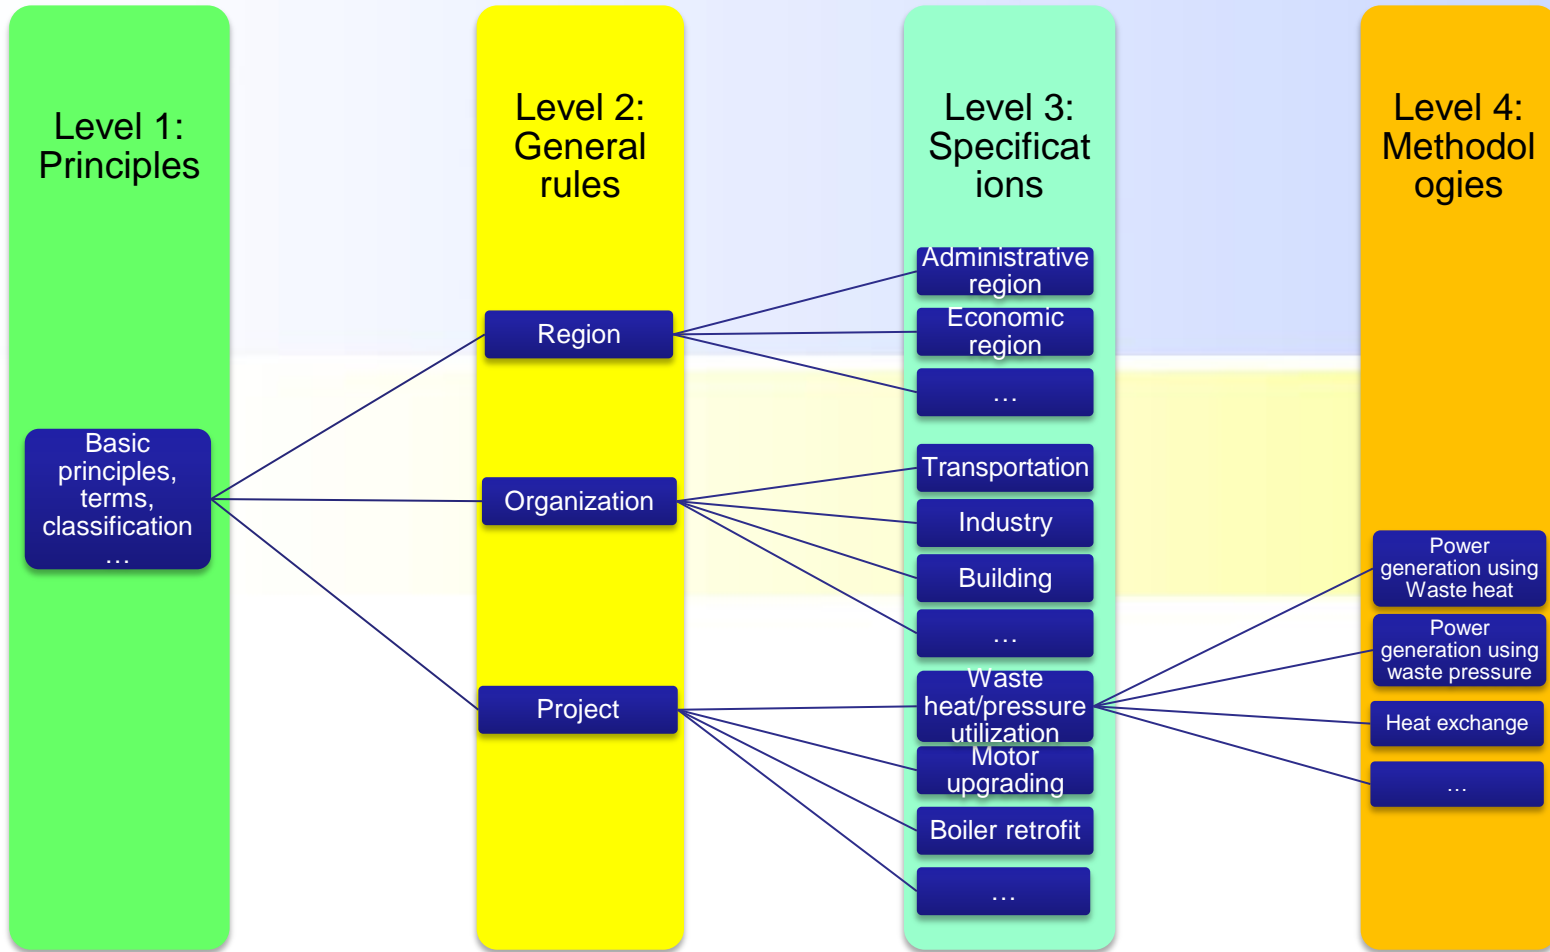 Level 1:
Principles
Basic
principles,
terms,
classification
…
Level 2:
General
rules
Region
Organization
Project
Level 3:
Specificat
ions
Administrative
region
Economic
region
…
Transportation
Industry
Building
…
Waste
heat/pressure
utilization
Motor
upgrading
Boiler retrofit
…
Level 4:
Methodol
ogies
Power
generation using
Waste heat
Power
generation using
waste pressure
Heat exchange
…